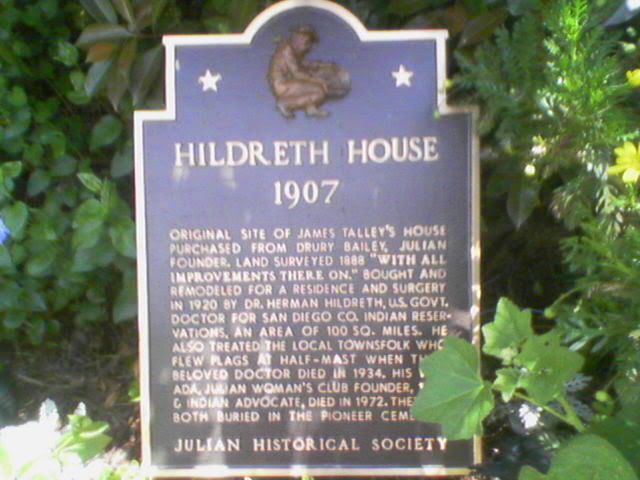 HILDRETH HOUSE
1907
ORIGINAL SITE OF JAMES TALLEY'S HOUSE
PURCHASED FROM DRURY BAILEY, JULIAN
FOUNDER. LAND SURVEYED 1888 "WITH ALL
IMPROVEMENTS THERE ON." BOUGHT AND
REMODELED FOR A RESIDENCE AND SURGERY
IN 1920 BY DR. HERMAN HILDRETH, U.S. GOVT.
DOCTOR FOR SAN DIEGO CO. INDIAN RESER-
VATIONS, AN AREA OF 100 SQ. MILES. HE
ALSO TREATED THE LOCAL TOWNSFOLK WHO
FLEW FLAGS AT HALF-MAST WHEN
BELOVED DOCTOR DIED IN 1934. HIS
ADA, JULIAN WOMAN'S CLUB FOUNDER,
& INDIAN ADVOCATE, DIED IN 1972.
BOTH BURIED IN THE PIONEER
JULIAN HISTORICAL SOCIETY